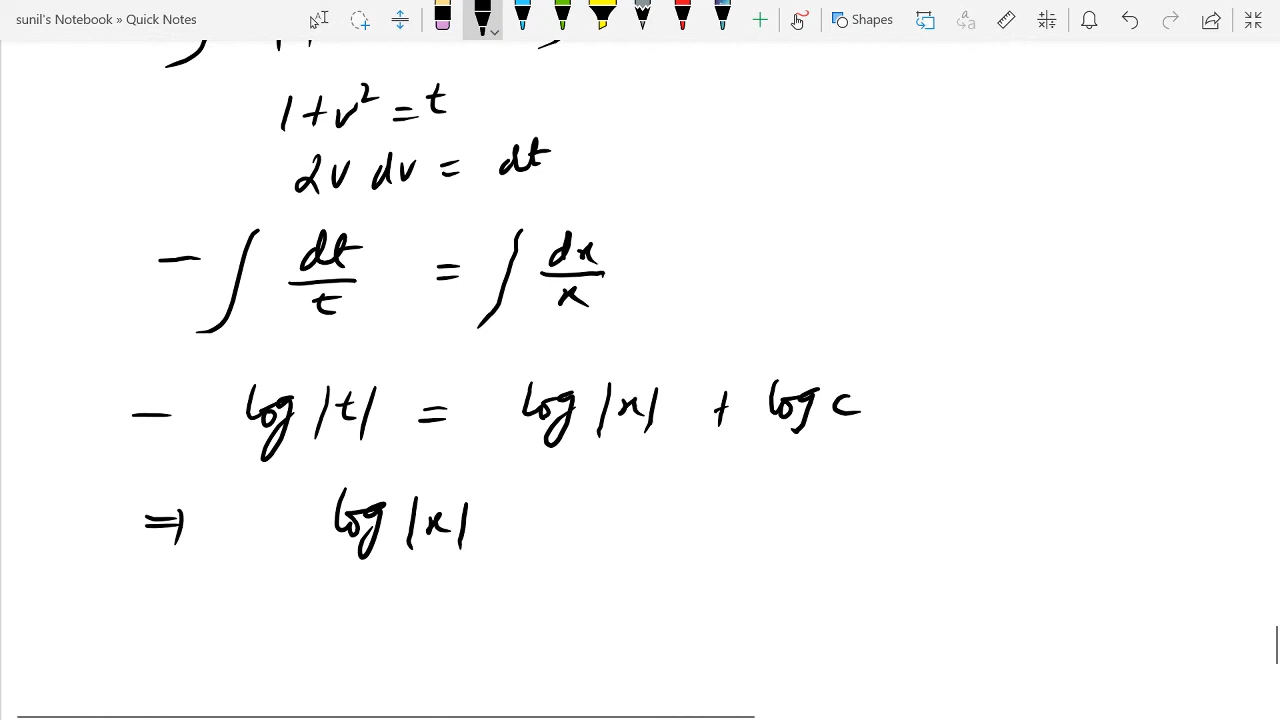 sunil's Notebook » Quick Notes
Shapes
1 + v² = t
2v dv = dt
- ∫ dt/t = ∫ dx/x
- log |t| = log |x| + log c
⇒ log |x|